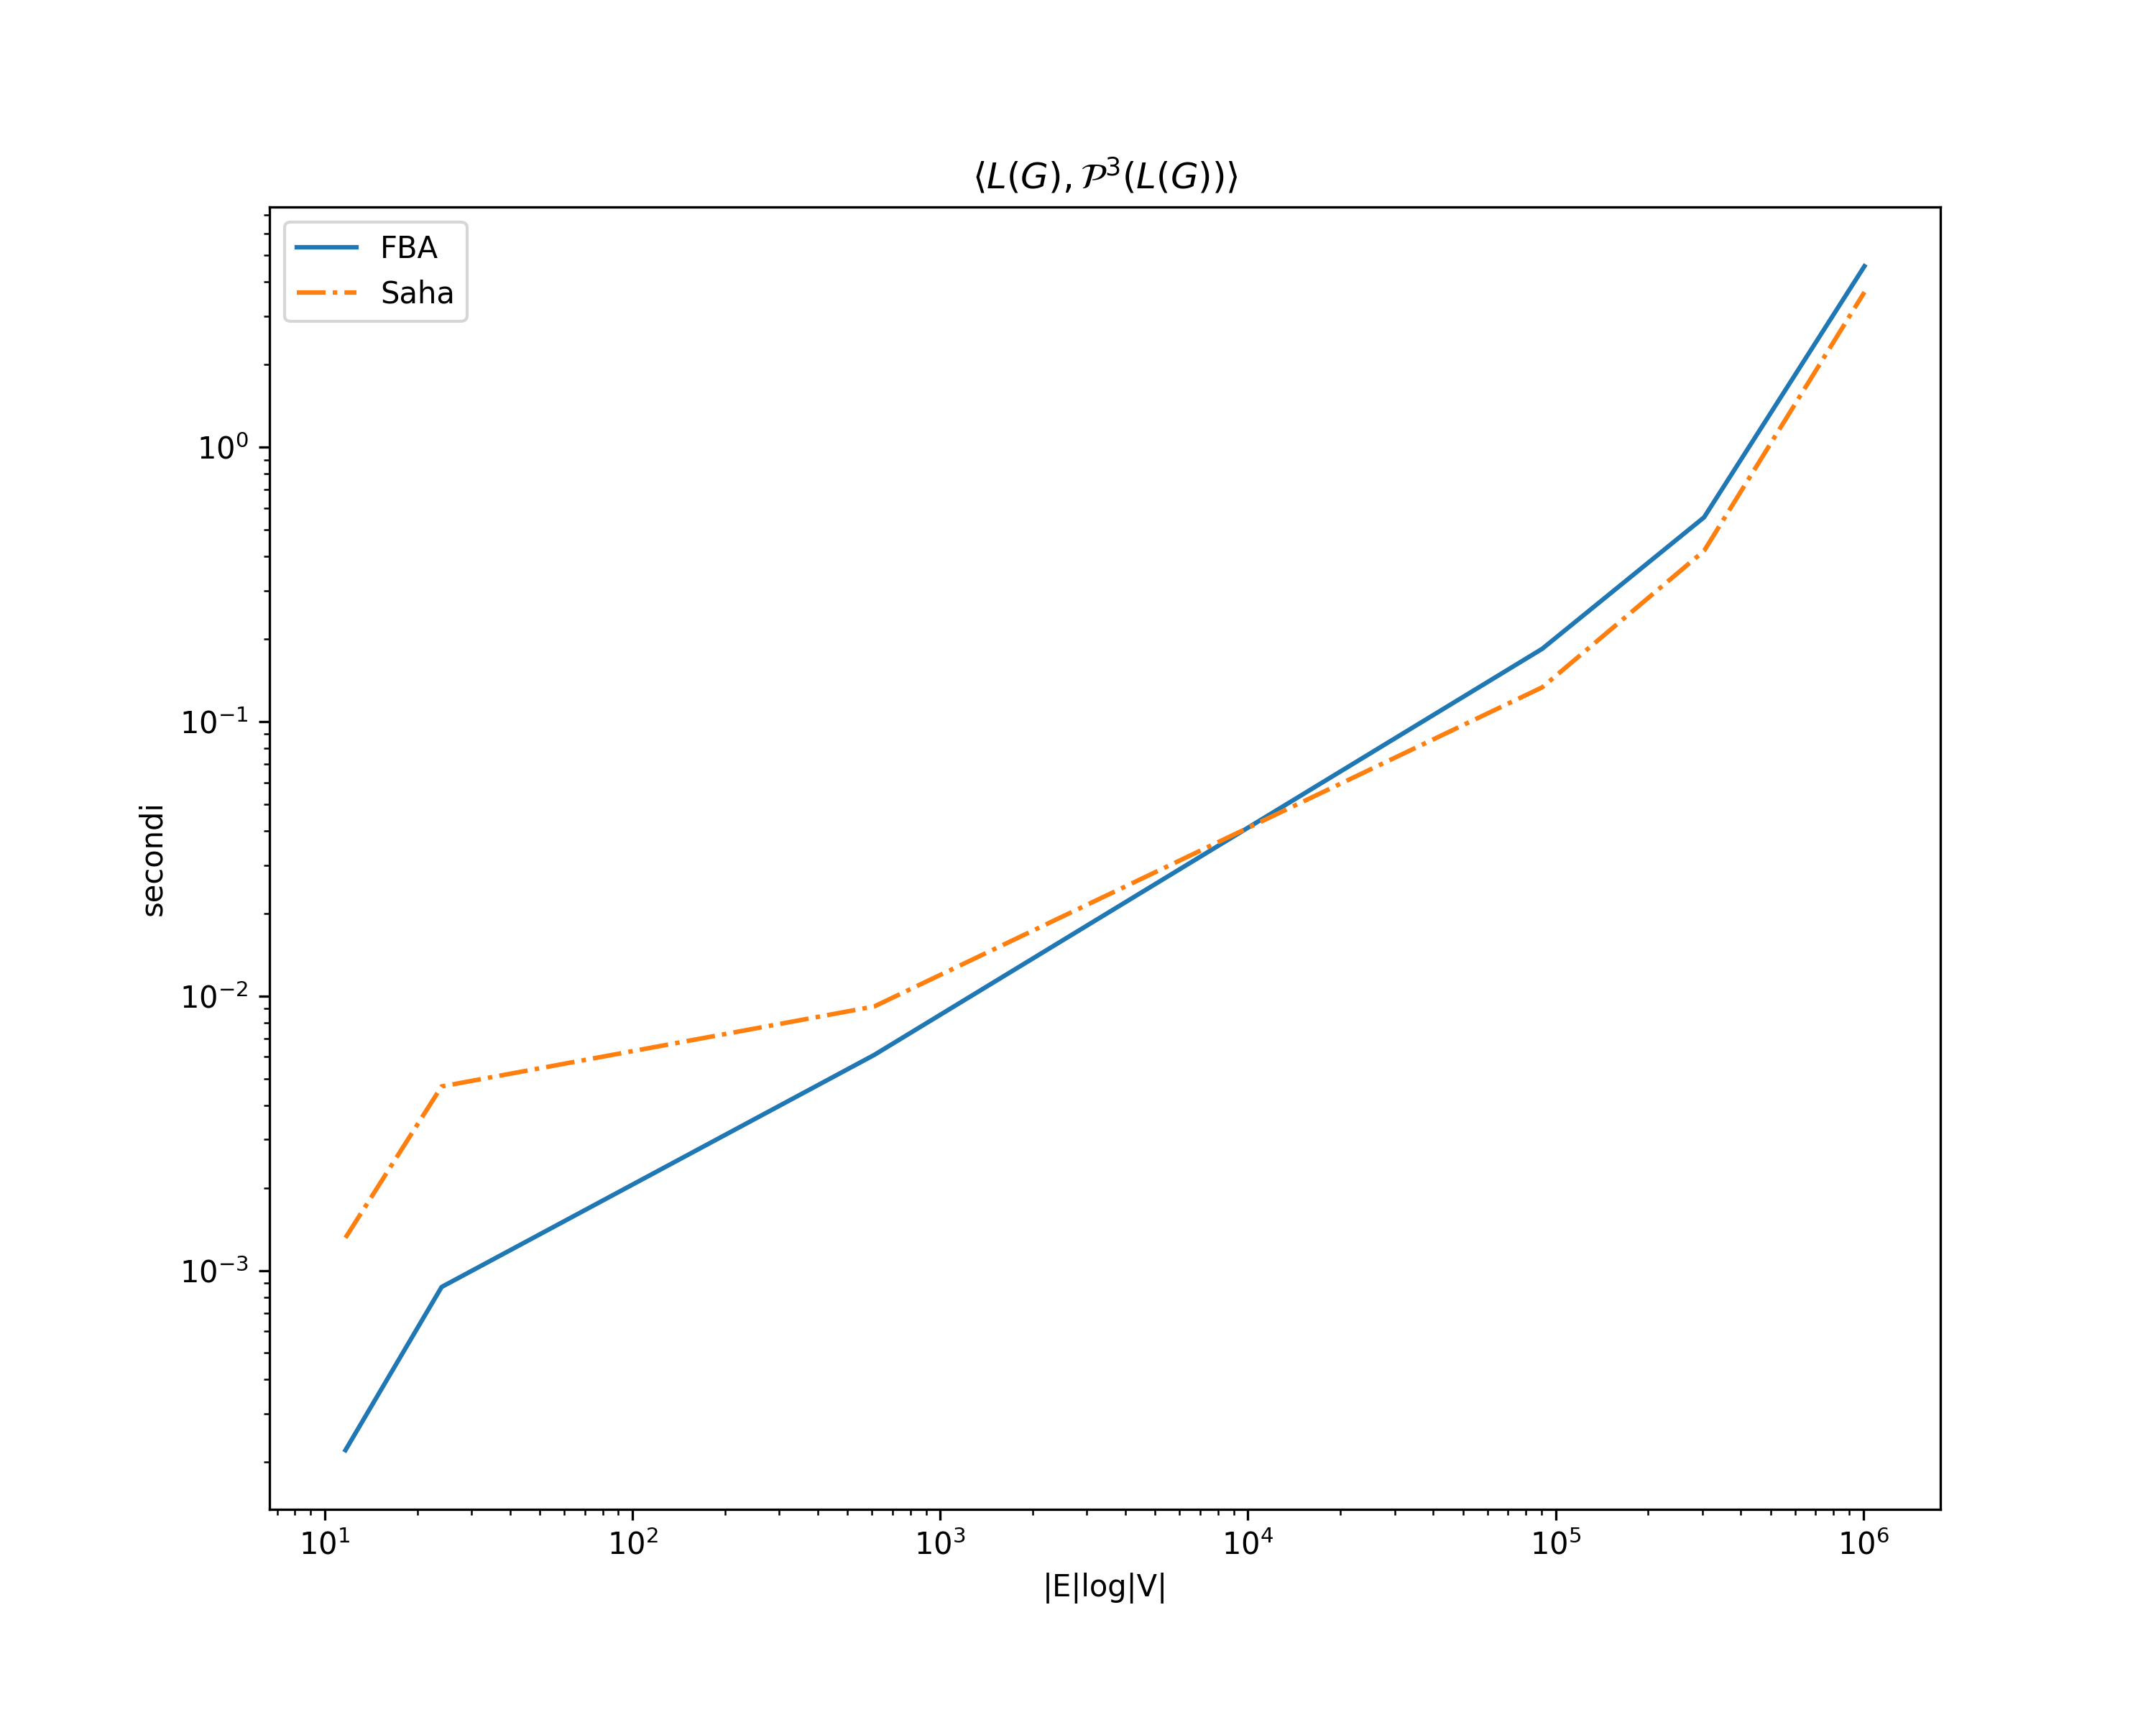 ⟨L(G), 𝒫³(L(G))⟩
FBA
Saha
10⁰
10⁻¹
10⁻²
10⁻³
secondi
10¹ 10² 10³ 10⁴ 10⁵ 10⁶
|E|log|V|